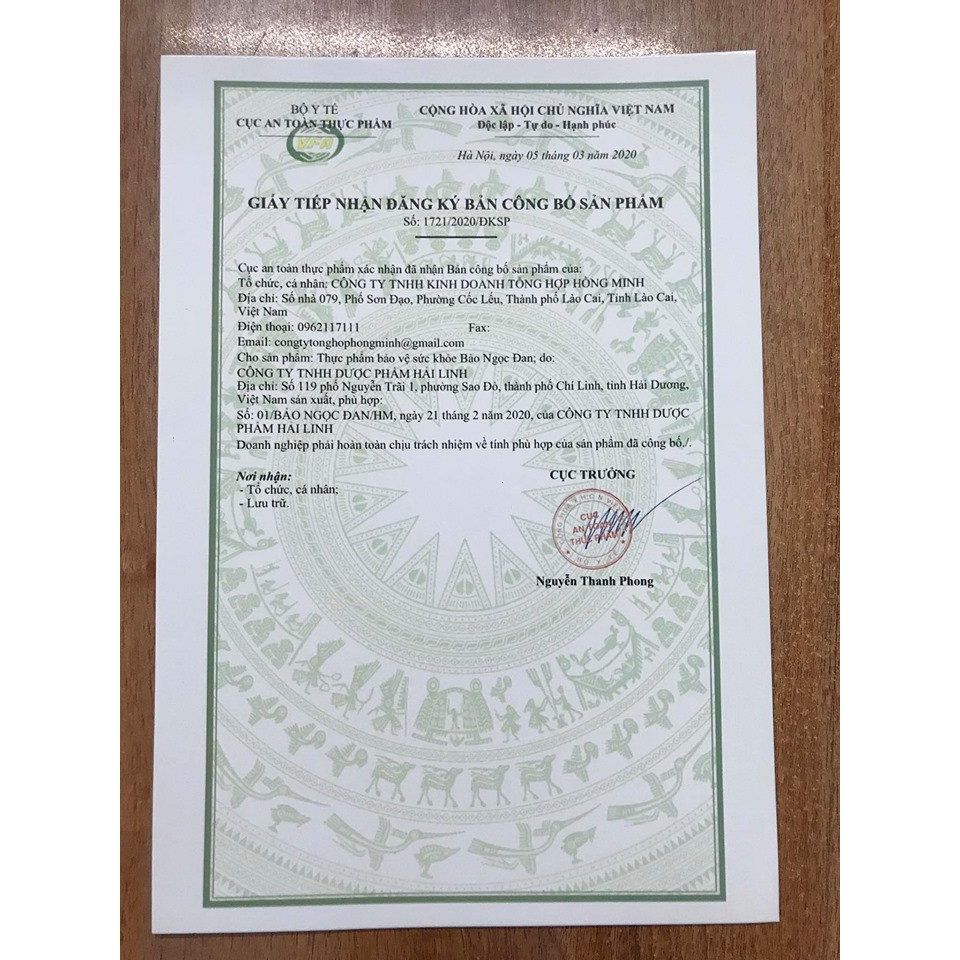 BỘ Y TẾ
CỤC AN TOÀN THỰC PHẨM
VFA
CỘNG HÒA XÃ HỘI CHỦ NGHĨA VIỆT NAM
Độc lập - Tự do - Hạnh phúc
Hà Nội, ngày 05 tháng 03 năm 2020
GIẤY TIẾP NHẬN ĐĂNG KÝ BẢN CÔNG BỐ SẢN PHẨM
Số: 1721/2020/ĐKSP
Cục an toàn thực phẩm xác nhận đã nhận Bản công bố sản phẩm của:
Tổ chức, cá nhân: CÔNG TY TNHH KINH DOANH TỔNG HỢP HỒNG MINH
Địa chỉ: Số nhà 079, Phố Sơn Đạo, Phường Cốc Lếu, Thành phố Lào Cai, Tỉnh Lào Cai,
Việt Nam
Điện thoại: 0962117111 Fax:
Email: congtytonghophongminh@gmail.com
Cho sản phẩm: Thực phẩm bảo vệ sức khỏe Bảo Ngọc Đan; do:
CÔNG TY TNHH DƯỢC PHẨM HẢI LINH
Địa chỉ: Số 119 phố Nguyễn Trãi 1, phường Sao Đỏ, thành phố Chí Linh, tỉnh Hải Dương,
Việt Nam sản xuất, phù hợp:
Số: 01/BẢO NGỌC ĐAN/HM, ngày 21 tháng 2 năm 2020, của CÔNG TY TNHH DƯỢC
PHẨM HẢI LINH
Doanh nghiệp phải hoàn toàn chịu trách nhiệm về tính phù hợp của sản phẩm đã công bố./.
Nơi nhận:
- Tổ chức, cá nhân;
- Lưu trữ.
CỤC TRƯỞNG
CỤC
AN TOÀN
THỰC PHẨM
BỘ Y TẾ
Nguyễn Thanh Phong